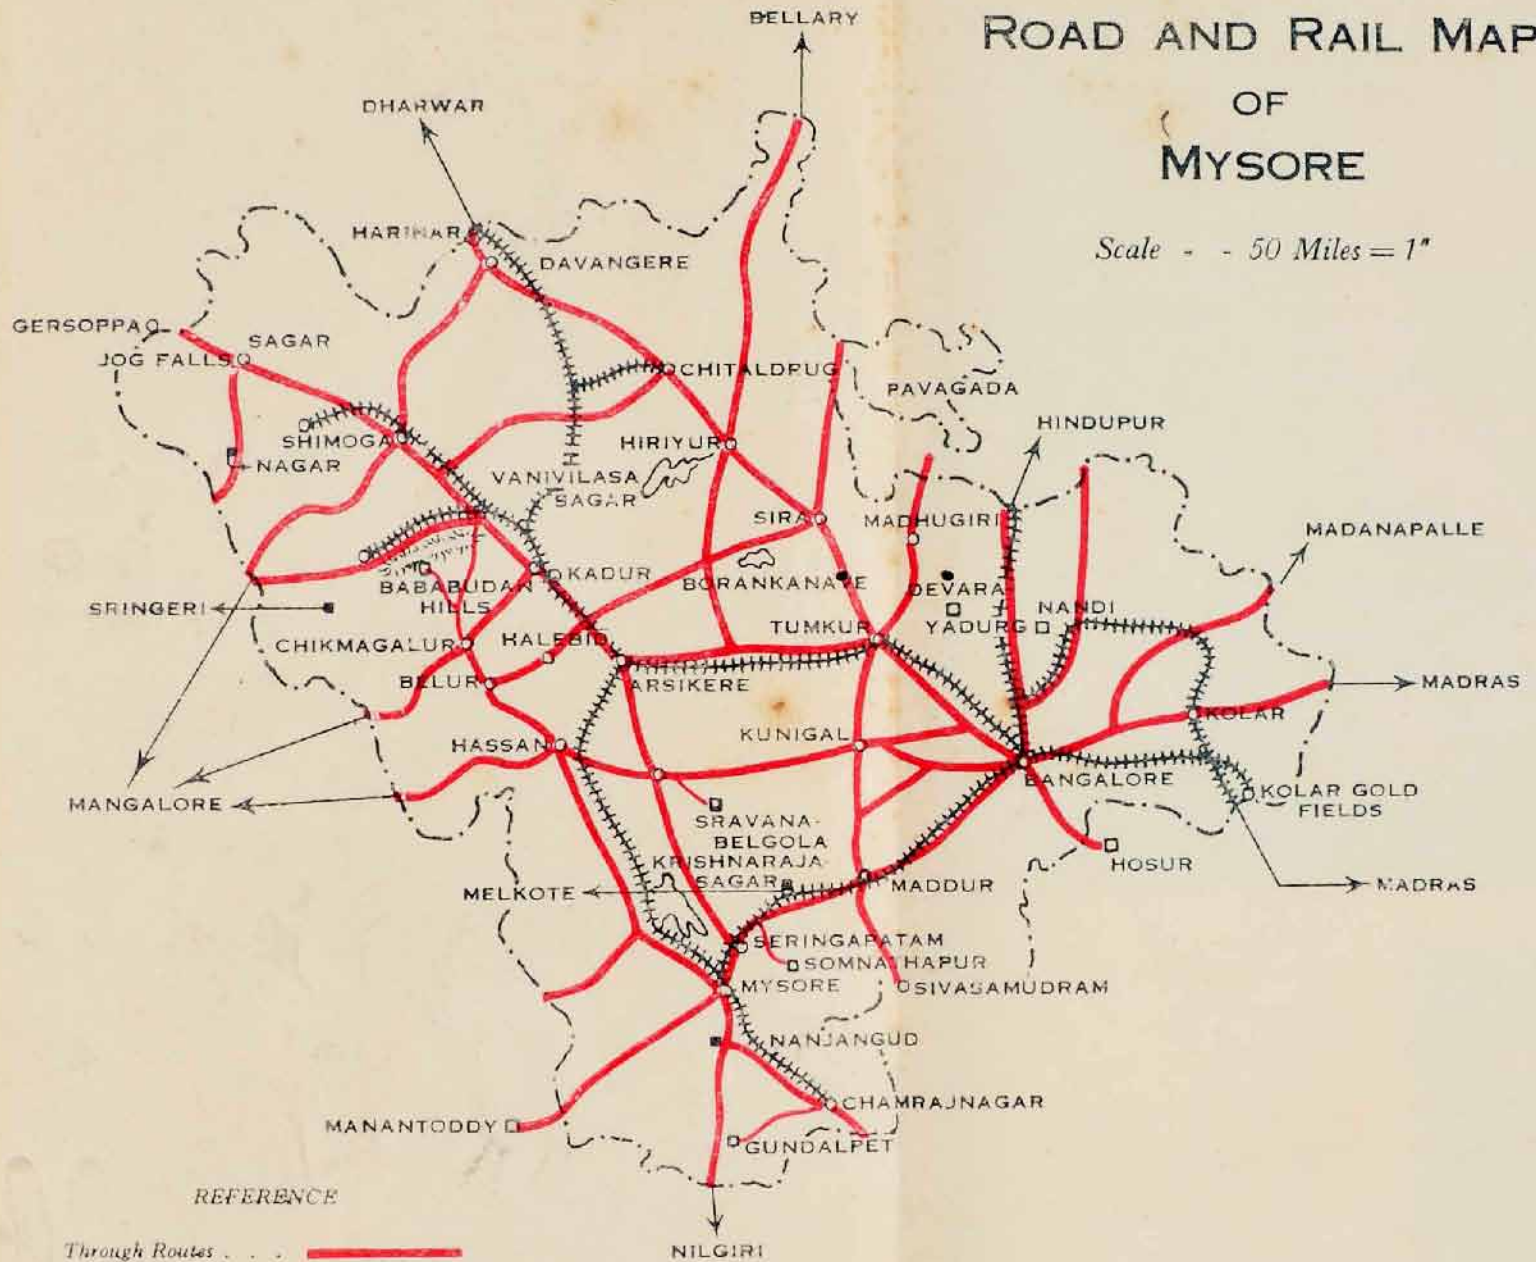 ROAD AND RAIL MAP
OF
MYSORE
Scale - - 50 Miles = 1"
BELLARY
DHARWAR
HARIHAR
DAVANGERE
GERSOPPA
SAGAR
JOG FALLS
CHITALDRUG
PAVAGADA
HINDUPUR
SHIMOGA
HIRIYUR
NAGAR
VANIVILASA
SAGAR
SIRA
MADHUGIRI
MADANAPALLE
KADUR
BORANKANAVE
BABABUDAN
HILLS
DEVARA
YADURG
NANDI
SRINGERI
TUMKUR
CHIKMAGALUR
HALEBID
BELUR
ARSIKERE
MADRAS
KOLAR
HASSAN
KUNIGAL
BANGALORE
MANGALORE
KOLAR GOLD
FIELDS
SRAVANA-
BELGOLA
HOSUR
KRISHNARAJA-
SAGAR
MELKOTE
MADDUR
MADRAS
SERINGAPATAM
SOMNATHAPUR
MYSORE
SIVASAMUDRAM
NANJANGUD
CHAMRAJNAGAR
MANANTODDY
GUNDALPET
REFERENCE
Through Routes . . .
NILGIRI